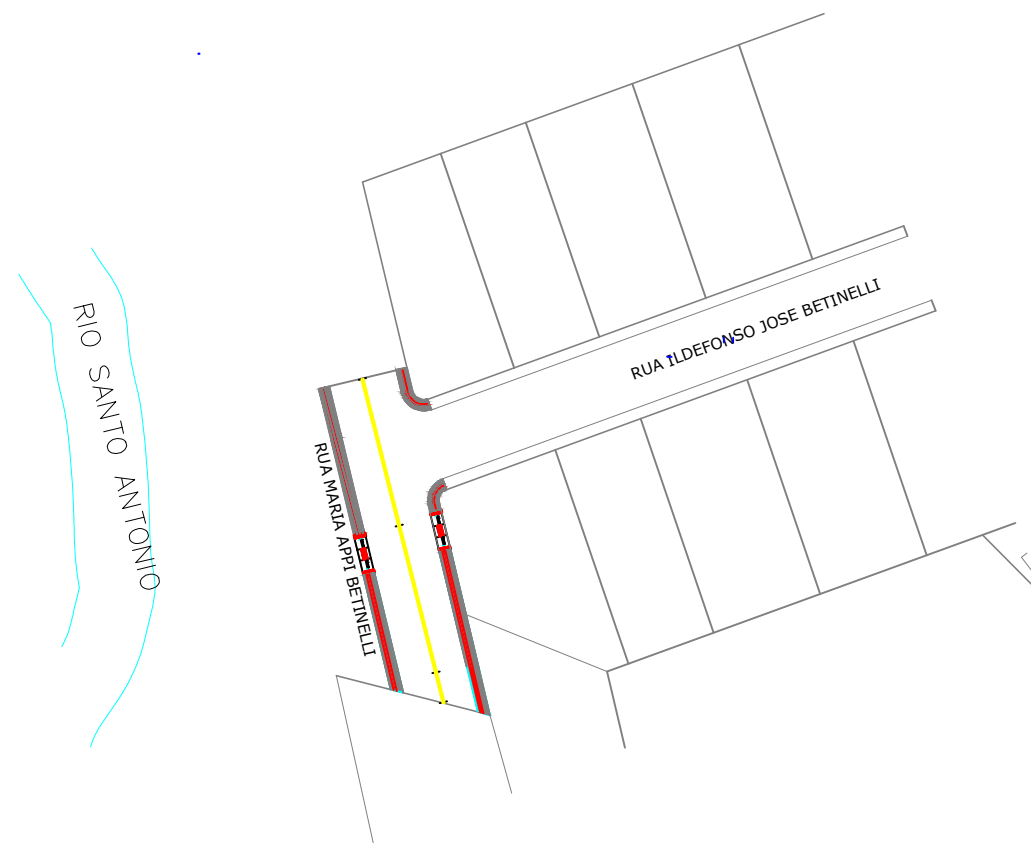 RUA ILDEFONSO JOSE BETINELLI
RIO SANTO ANTONIO
RUA MARIA APPI BETINELLI